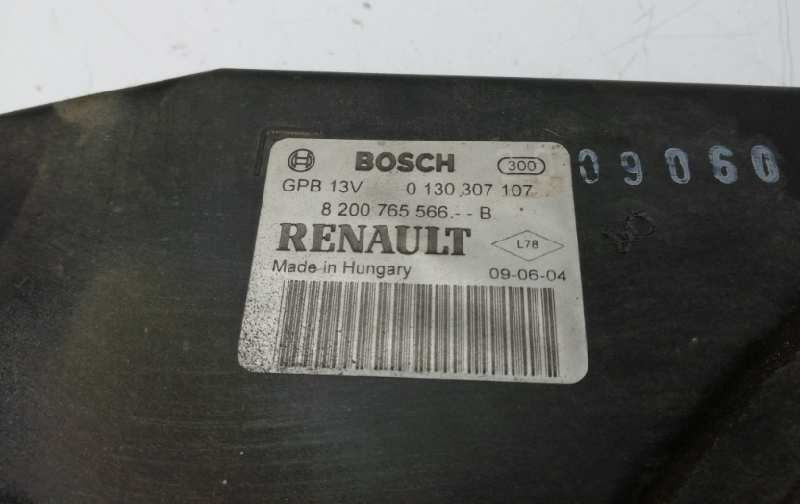 BOSCH 300
GPB 13V 0 130 307 107
8 200 765 566.-- B
RENAULT L78
Made in Hungary 09-06-04
09060